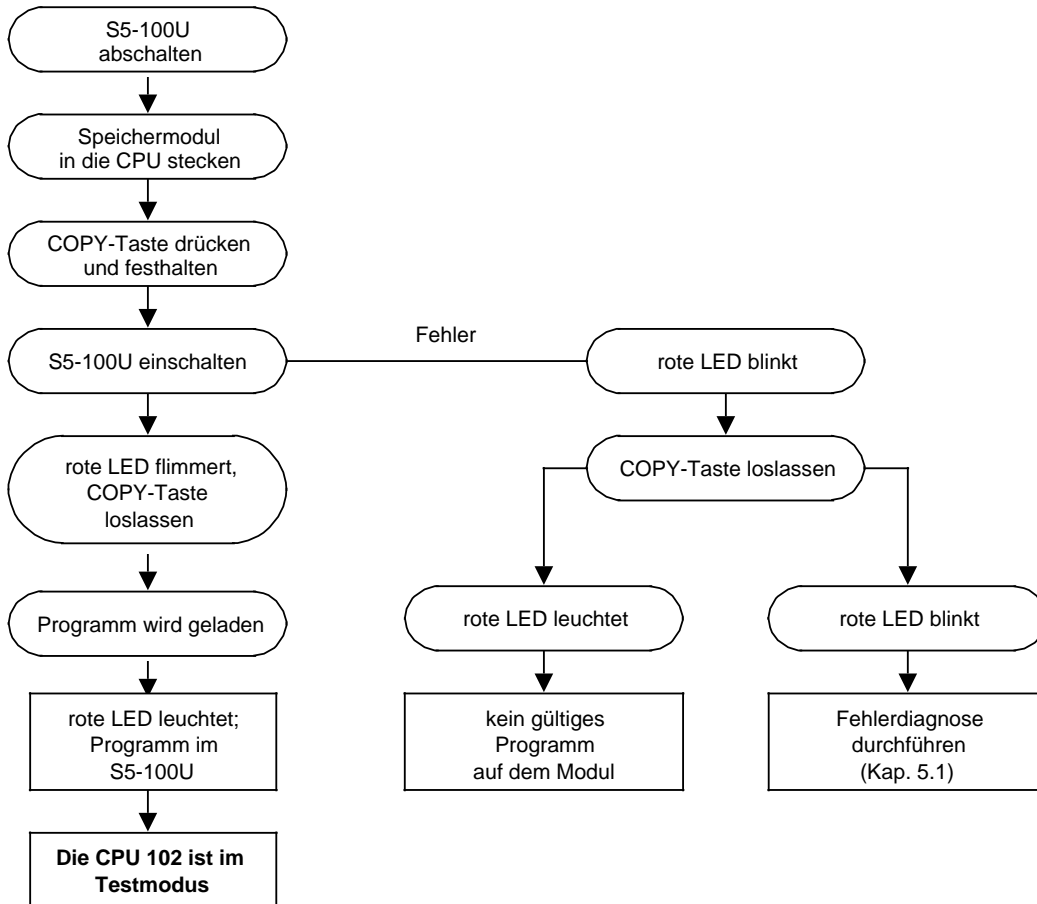 S5-100U
abschalten
Speichermodul
in die CPU stecken
COPY-Taste drücken
und festhalten
S5-100U einschalten
Fehler
rote LED blinkt
rote LED flimmert,
COPY-Taste
loslassen
COPY-Taste loslassen
Programm wird geladen
rote LED leuchtet
rote LED blinkt
rote LED leuchtet;
Programm im
S5-100U
kein gültiges
Programm
auf dem Modul
Fehlerdiagnose
durchführen
(Kap. 5.1)
Die CPU 102 ist im
Testmodus